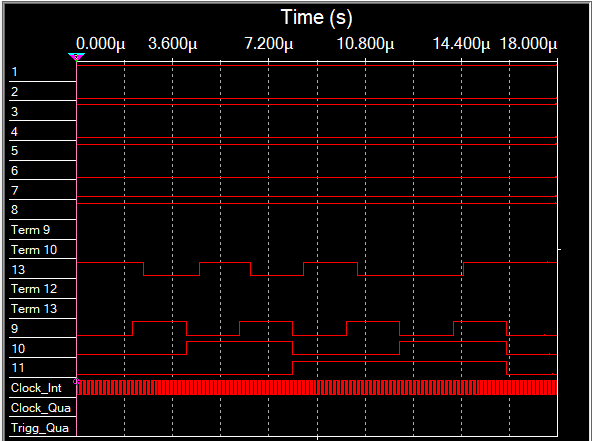 Time (s)
0.000µ 3.600µ 7.200µ 10.800µ 14.400µ 18.000µ
1
2
3
4
5
6
7
8
Term 9
Term 10
13
Term 12
Term 13
9
10
11
Clock_Int
Clock_Qua
Trigg_Qua